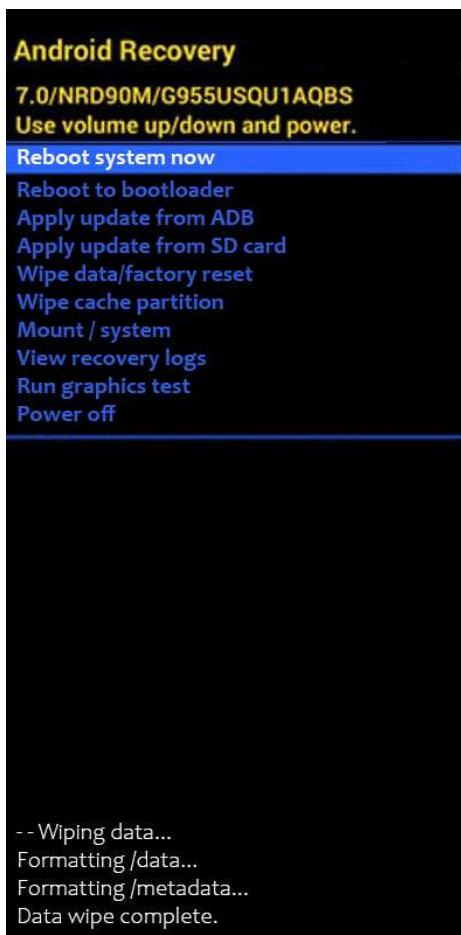 Android Recovery
7.0/NRD90M/G955USQU1AQBS
Use volume up/down and power.
Reboot system now
Reboot to bootloader
Apply update from ADB
Apply update from SD card
Wipe data/factory reset
Wipe cache partition
Mount / system
View recovery logs
Run graphics test
Power off
-- Wiping data...
Formatting /data...
Formatting /metadata...
Data wipe complete.